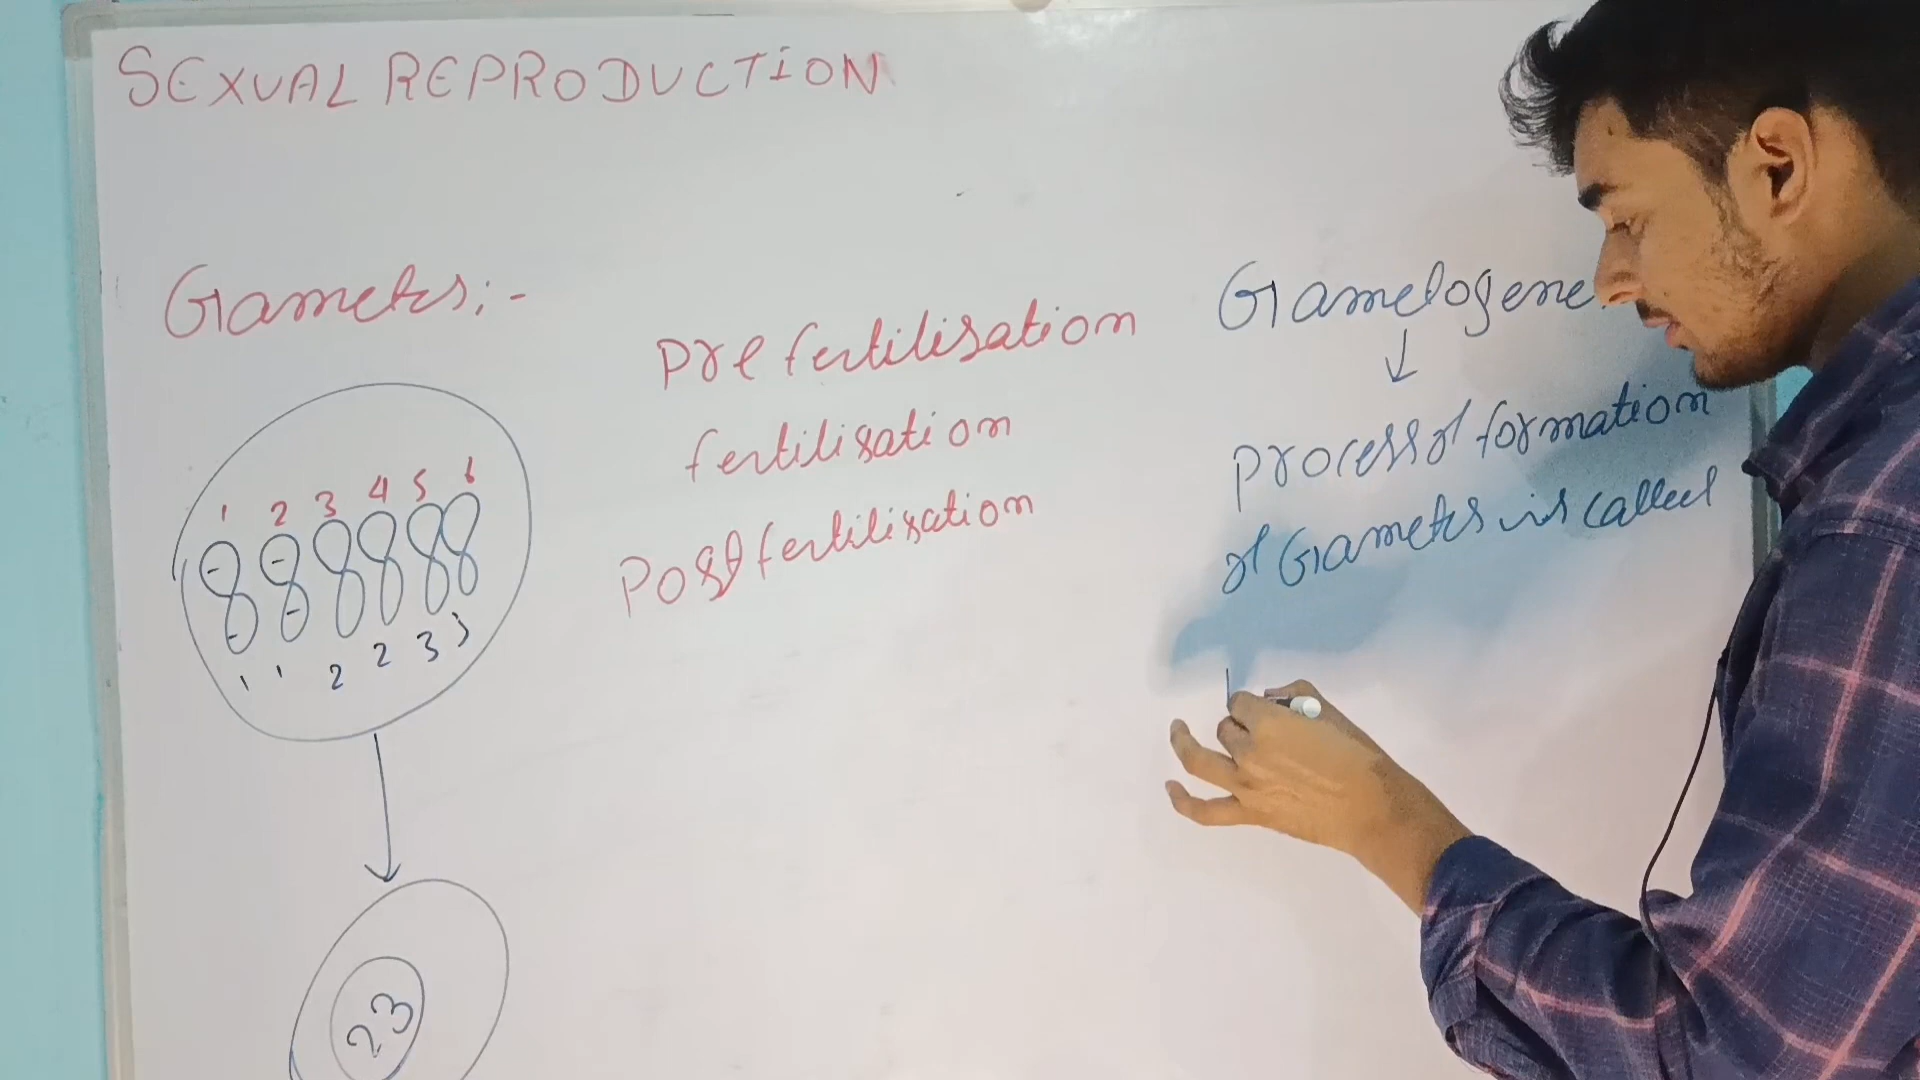 SEXUAL REPRODUCTION
Gametes:-
Pre fertilisation
fertilisation
Post fertilisation
Gametogene
↓
process of formation
of Gametes is called
1 2 3 4 5 6
1 1 2 2 3 3
23